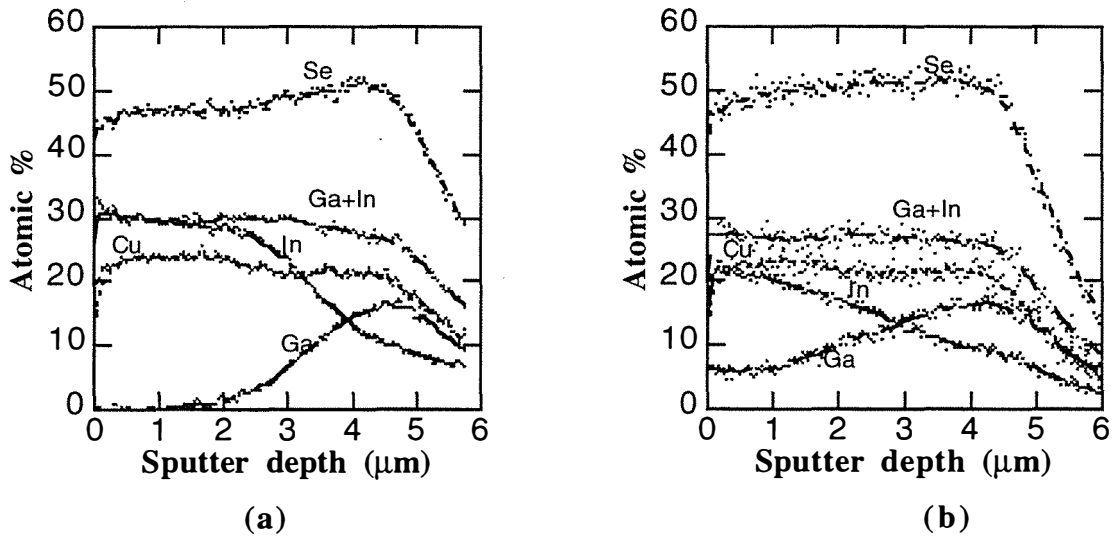 60
50
40
30
20
10
0
Atomic %
Se
Ga+In
Cu
In
Ga
0 1 2 3 4 5 6
Sputter depth (μm)
(a)
60
50
40
30
20
10
0
Atomic %
Se
Ga+In
Cu
In
Ga
0 1 2 3 4 5 6
Sputter depth (μm)
(b)